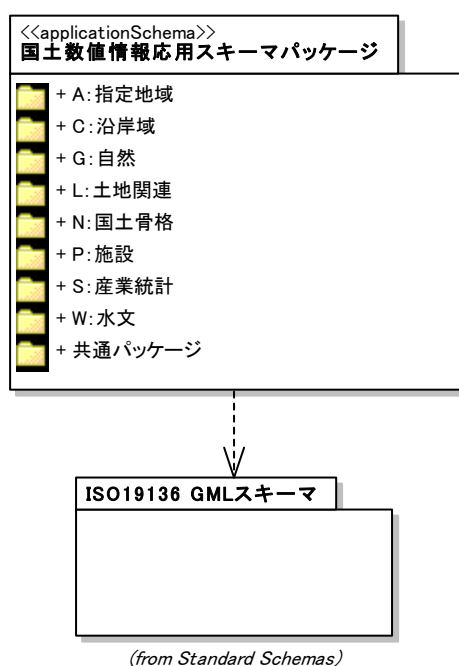 <<applicationSchema>>
国土数値情報応用スキーマパッケージ
+ A:指定地域
+ C:沿岸域
+ G:自然
+ L:土地関連
+ N:国土骨格
+ P:施設
+ S:産業統計
+ W:水文
+ 共通パッケージ
ISO19136 GMLスキーマ
(from Standard Schemas)